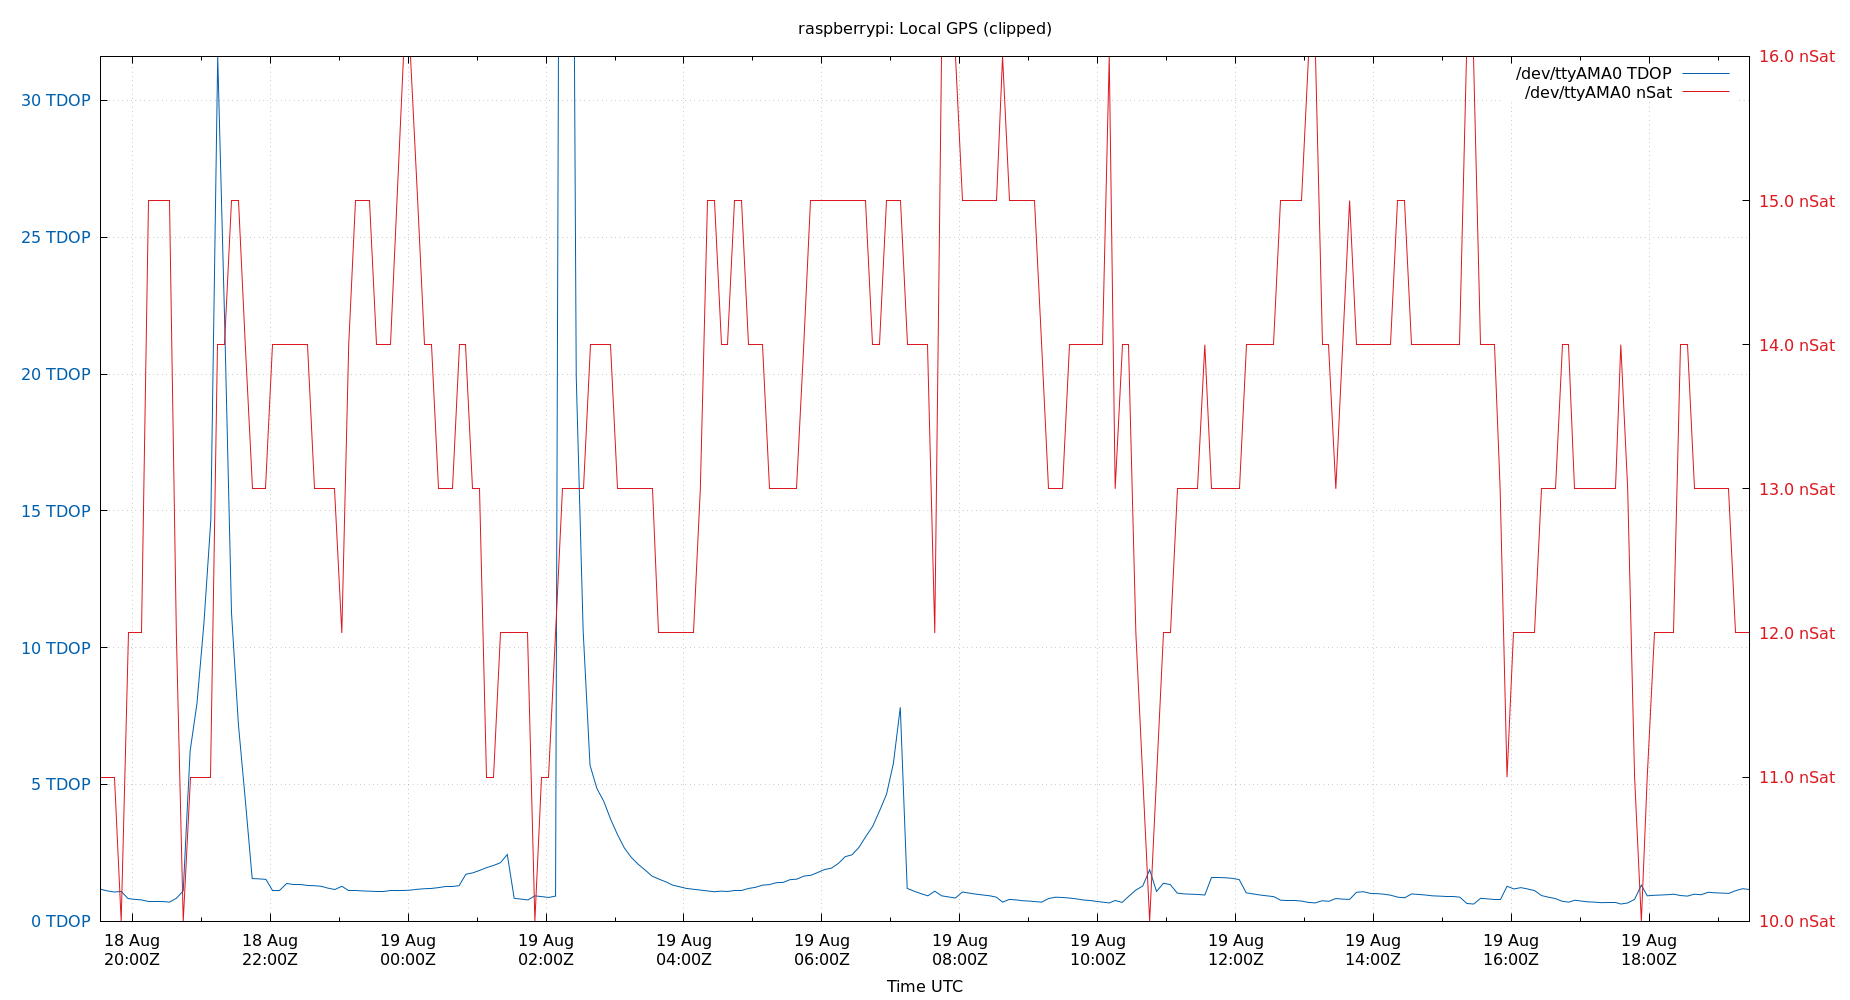 raspberrypi: Local GPS (clipped)
16.0 nSat
/dev/ttyAMA0 TDOP
/dev/ttyAMA0 nSat
30 TDOP
15.0 nSat
25 TDOP
14.0 nSat
20 TDOP
13.0 nSat
15 TDOP
12.0 nSat
10 TDOP
11.0 nSat
5 TDOP
0 TDOP
10.0 nSat
18 Aug 18 Aug 19 Aug 19 Aug 19 Aug 19 Aug 19 Aug 19 Aug 19 Aug 19 Aug 19 Aug 19 Aug
20:00Z 22:00Z 00:00Z 02:00Z 04:00Z 06:00Z 08:00Z 10:00Z 12:00Z 14:00Z 16:00Z 18:00Z
Time UTC